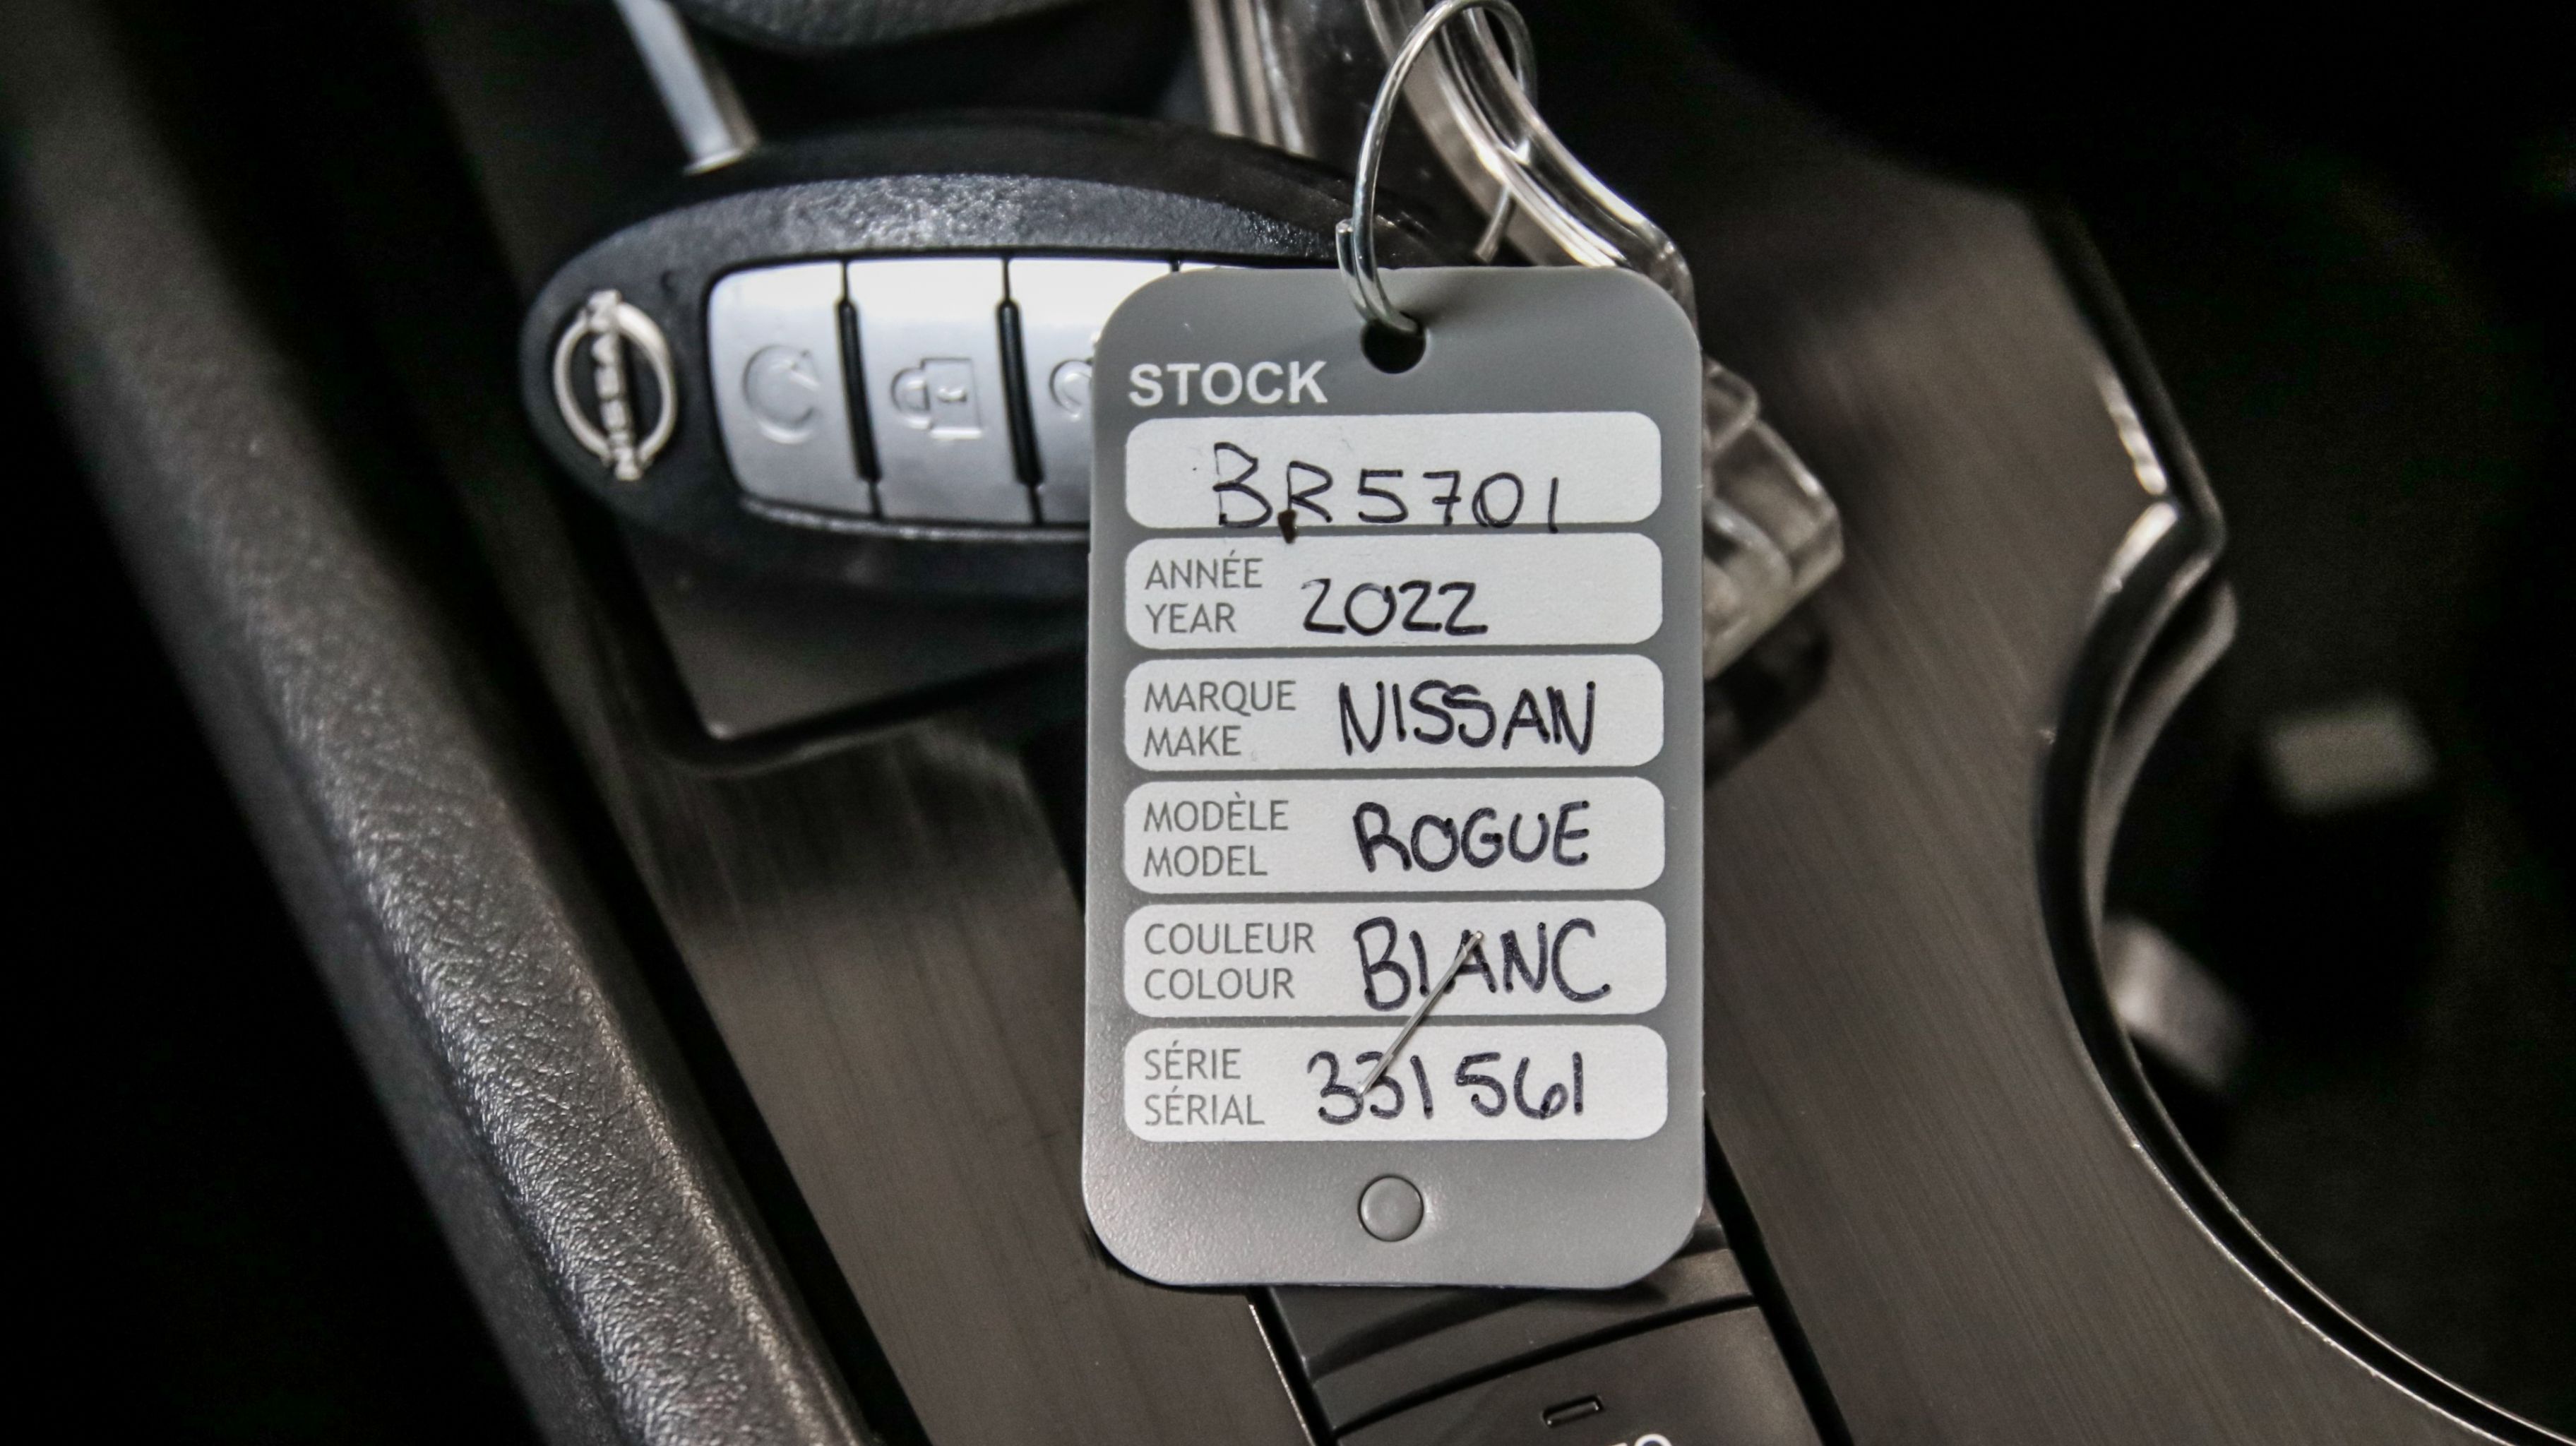 NISSAN
STOCK
BR5701
ANNÉE
YEAR 2022
MARQUE
MAKE NISSAN
MODÈLE
MODEL ROGUE
COULEUR
COLOUR BLANC
SÉRIE
SÉRIAL 331561